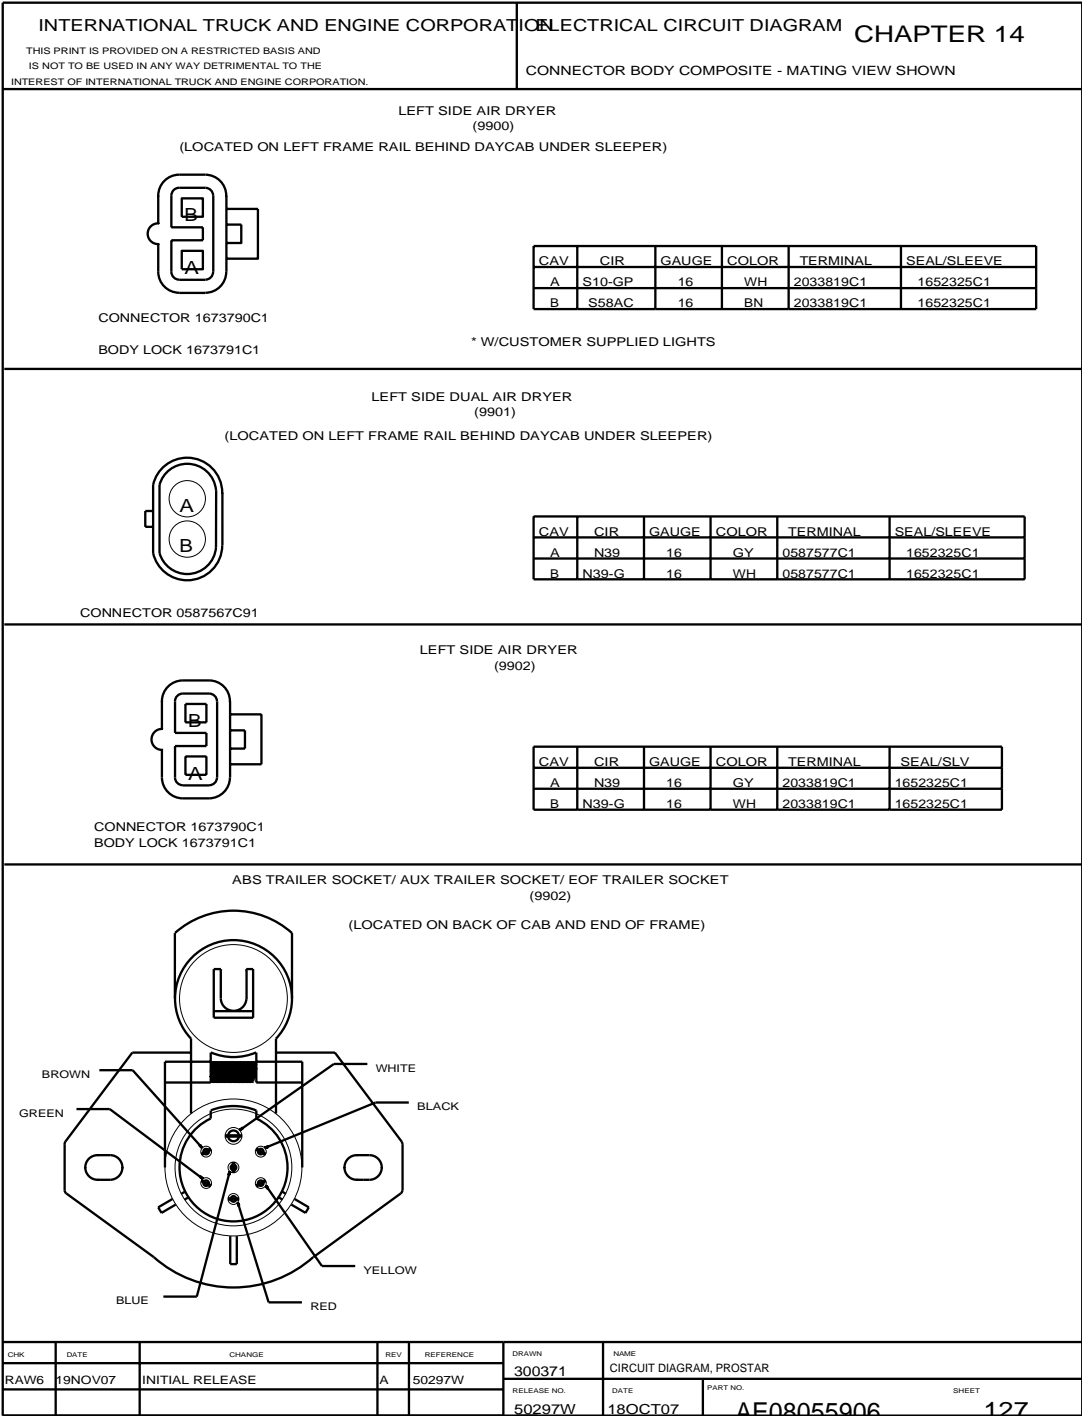 INTERNATIONAL TRUCK AND ENGINE CORPORATION
THIS PRINT IS PROVIDED ON A RESTRICTED BASIS AND
IS NOT TO BE USED IN ANY WAY DETRIMENTAL TO THE
INTEREST OF INTERNATIONAL TRUCK AND ENGINE CORPORATION.
ELECTRICAL CIRCUIT DIAGRAM CHAPTER 14
CONNECTOR BODY COMPOSITE - MATING VIEW SHOWN
LEFT SIDE AIR DRYER
(9900)
(LOCATED ON LEFT FRAME RAIL BEHIND DAYCAB UNDER SLEEPER)
B
A
CONNECTOR 1673790C1
BODY LOCK 1673791C1
CAV CIR GAUGE COLOR TERMINAL SEAL/SLEEVE
A S10-GP 16 WH 2033819C1 1652325C1
B S58AC 16 BN 2033819C1 1652325C1
* W/CUSTOMER SUPPLIED LIGHTS
LEFT SIDE DUAL AIR DRYER
(9901)
(LOCATED ON LEFT FRAME RAIL BEHIND DAYCAB UNDER SLEEPER)
A
B
CONNECTOR 0587567C91
CAV CIR GAUGE COLOR TERMINAL SEAL/SLEEVE
A N39 16 GY 0587577C1 1652325C1
B N39-G 16 WH 0587577C1 1652325C1
LEFT SIDE AIR DRYER
(9902)
B
A
CONNECTOR 1673790C1
BODY LOCK 1673791C1
CAV CIR GAUGE COLOR TERMINAL SEAL/SLV
A N39 16 GY 2033819C1 1652325C1
B N39-G 16 WH 2033819C1 1652325C1
ABS TRAILER SOCKET/ AUX TRAILER SOCKET/ EOF TRAILER SOCKET
(9902)
(LOCATED ON BACK OF CAB AND END OF FRAME)
BROWN
WHITE
GREEN
BLACK
YELLOW
BLUE
RED
CHK DATE CHANGE REV REFERENCE
RAW6 19NOV07 INITIAL RELEASE A 50297W
DRAWN
300371
NAME
CIRCUIT DIAGRAM, PROSTAR
RELEASE NO.
50297W
DATE
18OCT07
PART NO.
AE08055906
SHEET
127